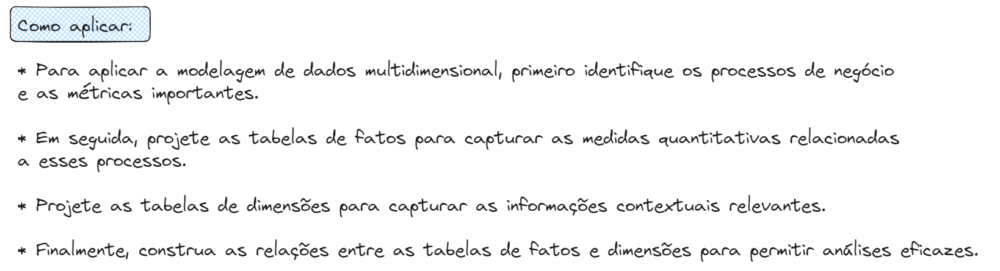 Como aplicar:
* Para aplicar a modelagem de dados multidimensional, primeiro identifique os processos de negócio
e as métricas importantes.
* Em seguida, projete as tabelas de fatos para capturar as medidas quantitativas relacionadas
a esses processos.
* Projete as tabelas de dimensões para capturar as informações contextuais relevantes.
* Finalmente, construa as relações entre as tabelas de fatos e dimensões para permitir análises eficazes.